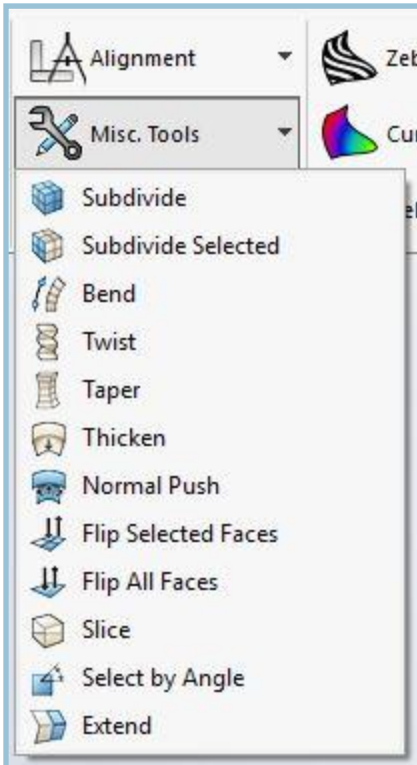 Alignment
Misc. Tools
Subdivide
Subdivide Selected
Bend
Twist
Taper
Thicken
Normal Push
Flip Selected Faces
Flip All Faces
Slice
Select by Angle
Extend